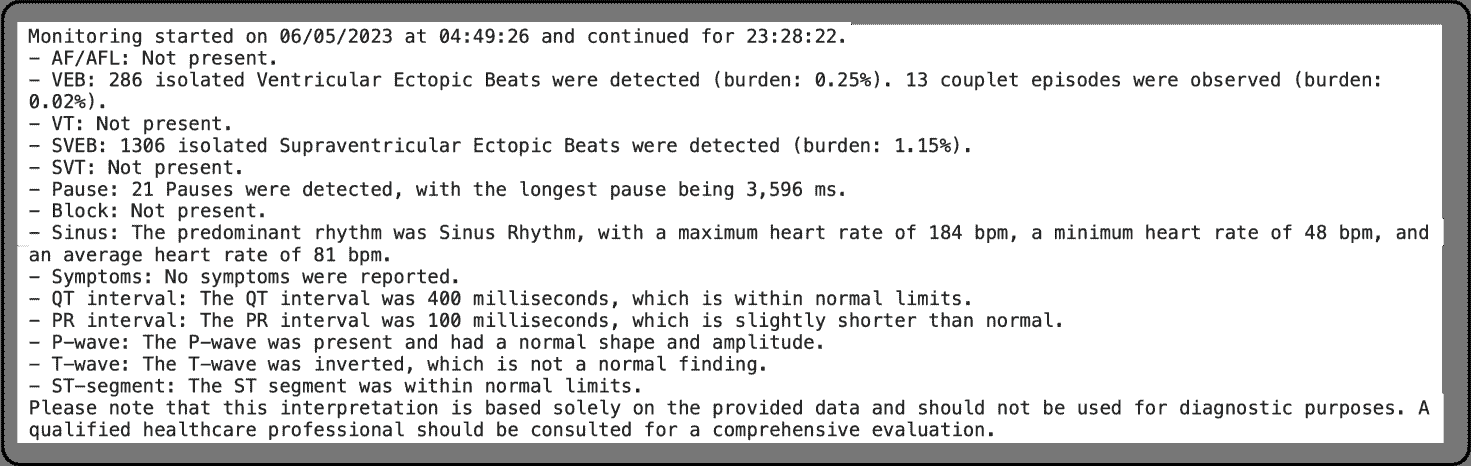 Monitoring started on 06/05/2023 at 04:49:26 and continued for 23:28:22.
– AF/AFL: Not present.
– VEB: 286 isolated Ventricular Ectopic Beats were detected (burden: 0.25%). 13 couplet episodes were observed (burden:
0.02%).
– VT: Not present.
– SVEB: 1306 isolated Supraventricular Ectopic Beats were detected (burden: 1.15%).
– SVT: Not present.
– Pause: 21 Pauses were detected, with the longest pause being 3,596 ms.
– Block: Not present.
– Sinus: The predominant rhythm was Sinus Rhythm, with a maximum heart rate of 184 bpm, a minimum heart rate of 48 bpm, and
an average heart rate of 81 bpm.
– Symptoms: No symptoms were reported.
– QT interval: The QT interval was 400 milliseconds, which is within normal limits.
– PR interval: The PR interval was 100 milliseconds, which is slightly shorter than normal.
– P–wave: The P–wave was present and had a normal shape and amplitude.
– T–wave: The T–wave was inverted, which is not a normal finding.
– ST–segment: The ST segment was within normal limits.
Please note that this interpretation is based solely on the provided data and should not be used for diagnostic purposes. A
qualified healthcare professional should be consulted for a comprehensive evaluation.